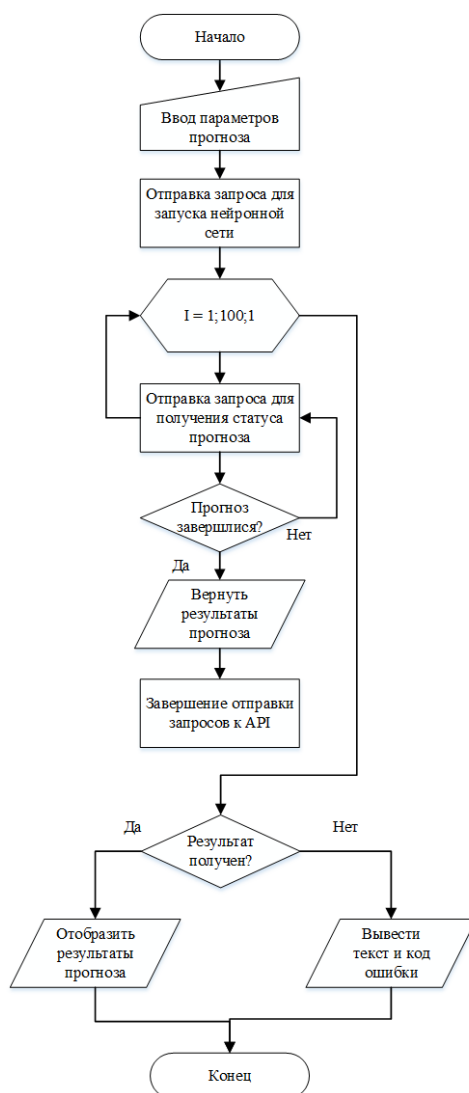 Начало
Ввод параметров
прогноза
Отправка запроса для
запуска нейронной
сети
I = 1;100;1
Отправка запроса для
получения статуса
прогноза
Прогноз
завершлися?
Нет
Да
Вернуть
результаты
прогноза
Завершение отправки
запросов к API
Да
Результат
получен?
Нет
Отобразить
результаты
прогноза
Вывести
текст и код
ошибки
Конец